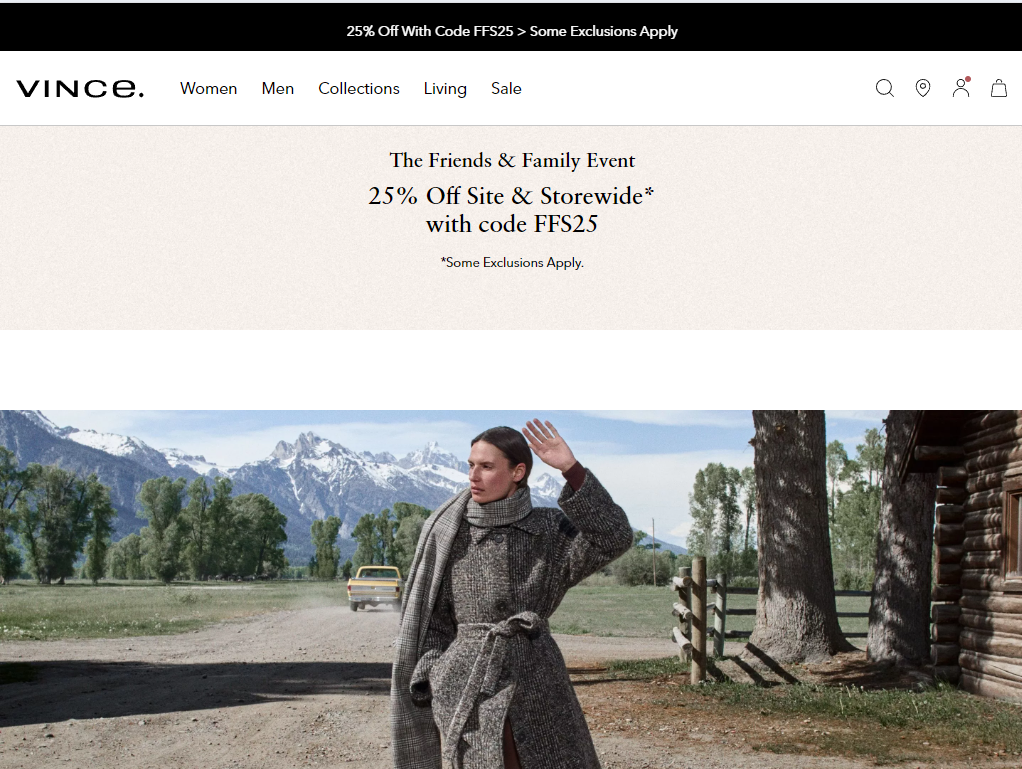 25% Off With Code FFS25 > Some Exclusions Apply
VINCE.
Women
Men
Collections
Living
Sale
The Friends & Family Event
25% Off Site & Storewide*
with code FFS25
*Some Exclusions Apply.